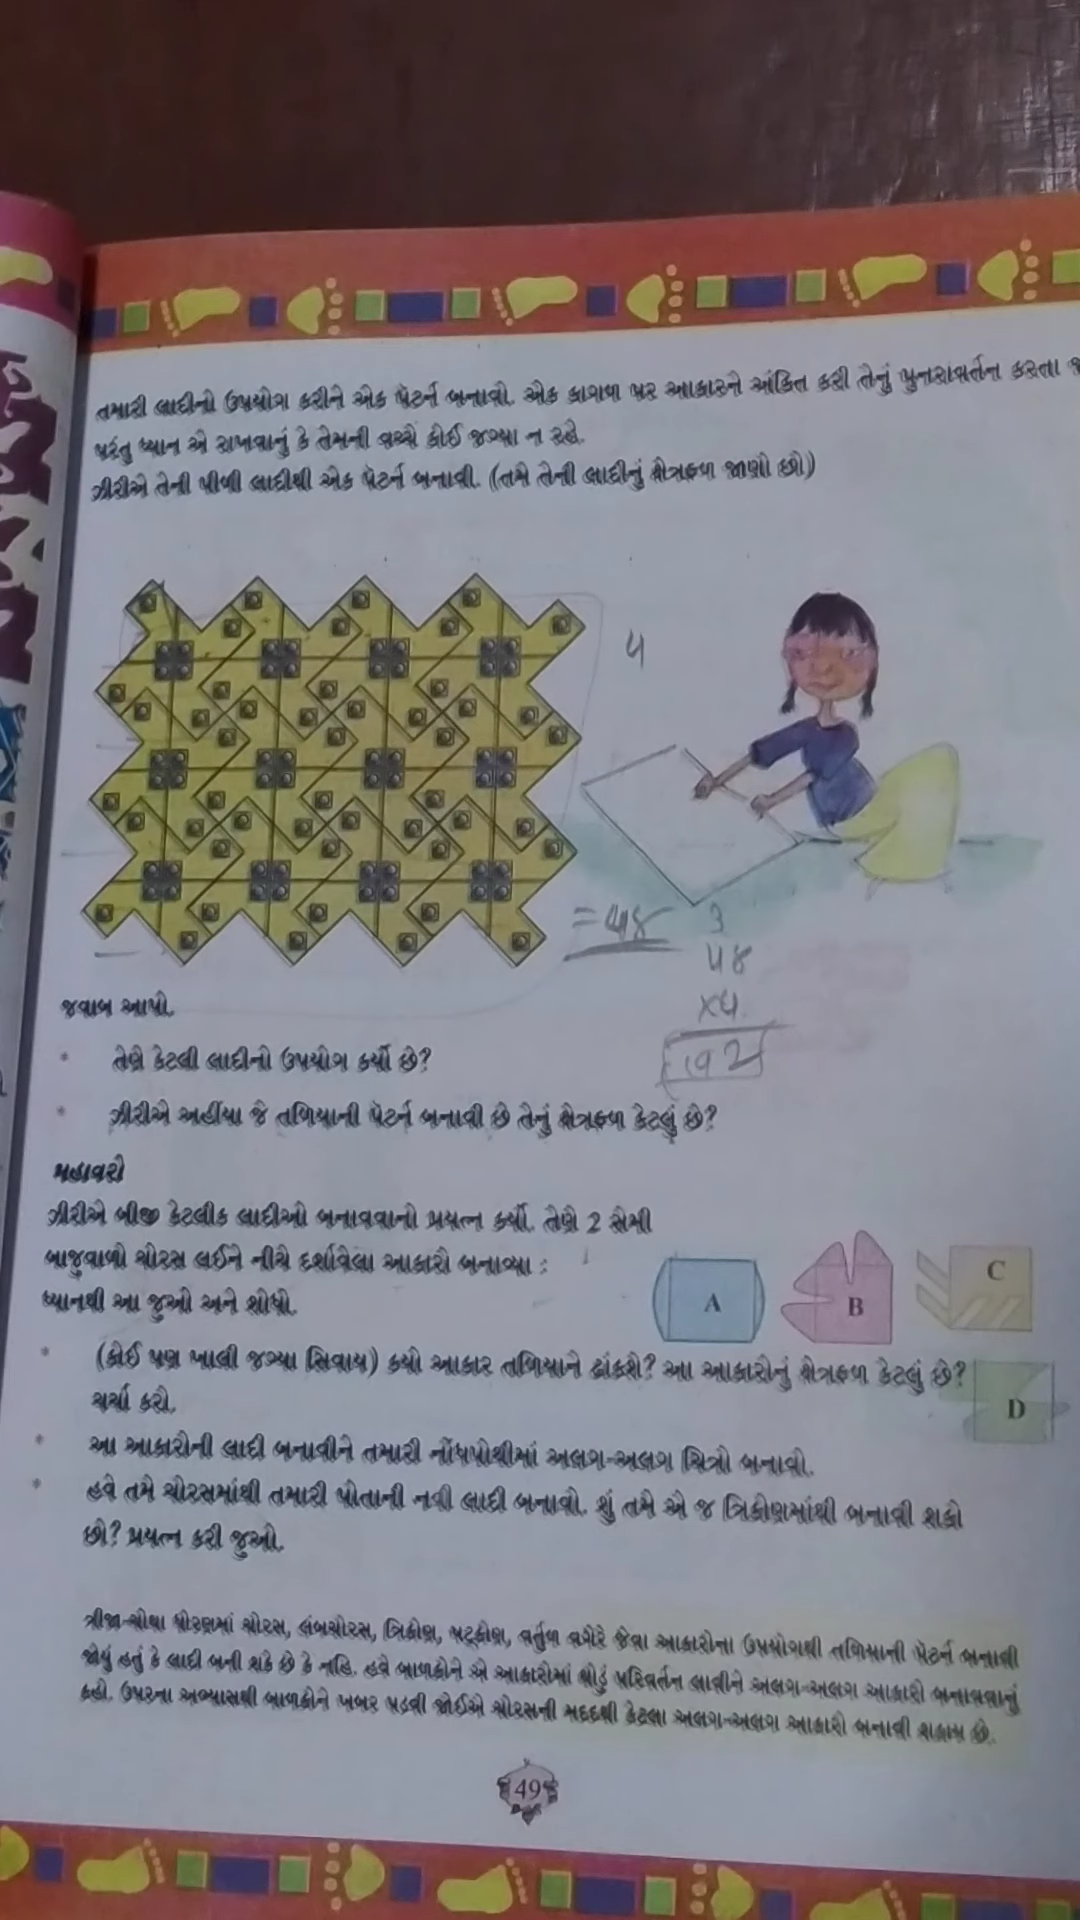 તમારી લાદીનો ઉપયોગ કરીને એક પૅટર્ન બનાવો. એક કાગળ પર આકારને અંકિત કરી તેનું પુનરાવર્તન કરતા જ
પરંતુ ધ્યાન એ રાખવાનું કે તેમની વચ્ચે કોઈ જગ્યા ન રહે.
ઝીરીએ તેની પીળી લાદીથી એક પૅટર્ન બનાવી. (તમે તેની લાદીનું ક્ષેત્રફળ જાણો છો)
4
= 48
3
48
x4
192
જવાબ આપો.
* તેણે કેટલી લાદીનો ઉપયોગ કર્યો છે?
* ઝીરીએ અહીંયા જે તળિયાની પૅટર્ન બનાવી છે તેનું ક્ષેત્રફળ કેટલું છે?
મહાવરો
ઝીરીએ બીજી કેટલીક લાદીઓ બનાવવાનો પ્રયત્ન કર્યો. તેણે 2 સેમી
બાજુવાળો ચોરસ લઈને નીચે દર્શાવેલા આકારો બનાવ્યા :
ધ્યાનથી આ જુઓ અને શોધો.
A
B
C
* (કોઈ પણ ખાલી જગ્યા સિવાય) કયો આકાર તળિયાને ઢાંકશે? આ આકારોનું ક્ષેત્રફળ કેટલું છે?
ચર્ચા કરો.
D
* આ આકારોની લાદી બનાવીને તમારી નોંધપોથીમાં અલગ-અલગ ચિત્રો બનાવો.
* હવે તમે ચોરસમાંથી તમારી પોતાની નવી લાદી બનાવો. શું તમે એ જ ત્રિકોણમાંથી બનાવી શકો
છો? પ્રયત્ન કરી જુઓ.
ત્રીજા-ચોથા ધોરણમાં ચોરસ, લંબચોરસ, ત્રિકોણ, ષટ્કોણ, વર્તુળ વગેરે જેવા આકારોના ઉપયોગથી તળિયાની પૅટર્ન બનાવી
જોયું હતું કે લાદી બની શકે છે કે નહિ. હવે બાળકોને એ આકારોમાં થોડું પરિવર્તન લાવીને અલગ-અલગ આકારો બનાવવાનું
કહો. ઉપરના અભ્યાસથી બાળકોને ખબર પડવી જોઈએ ચોરસની મદદથી કેટલા અલગ-અલગ આકારો બનાવી શકાય છે.
49